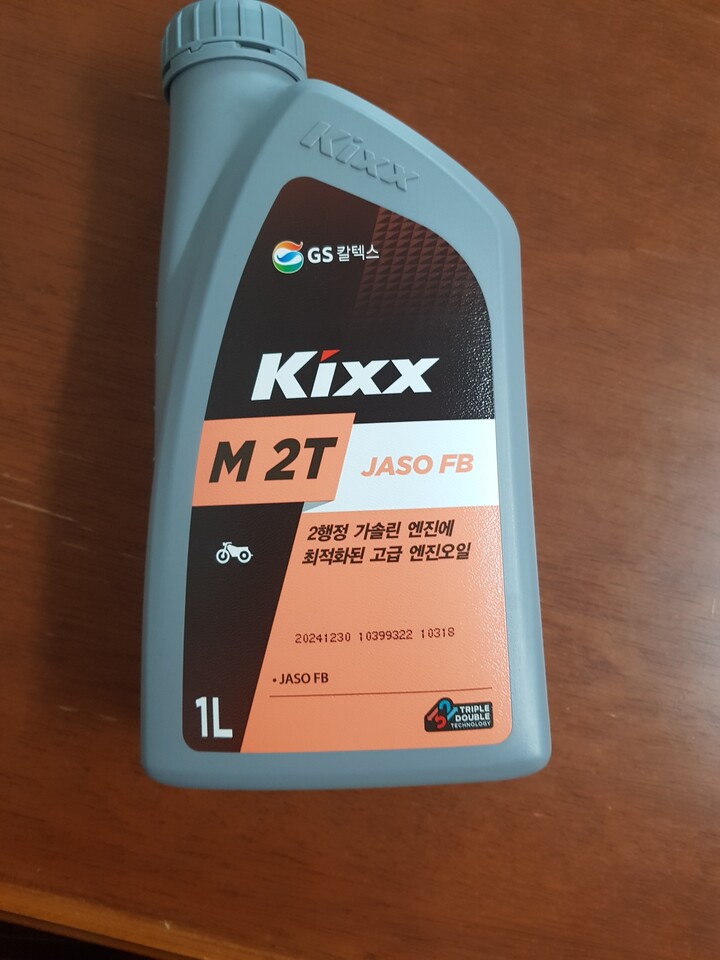 Kixx
GS 칼텍스
Kixx
M 2T
JASO FB
2행정 가솔린 엔진에
최적화된 고급 엔진오일
20241230 10399322 10318
• JASO FB
1L
TRIPLE
DOUBLE
TECHNOLOGY